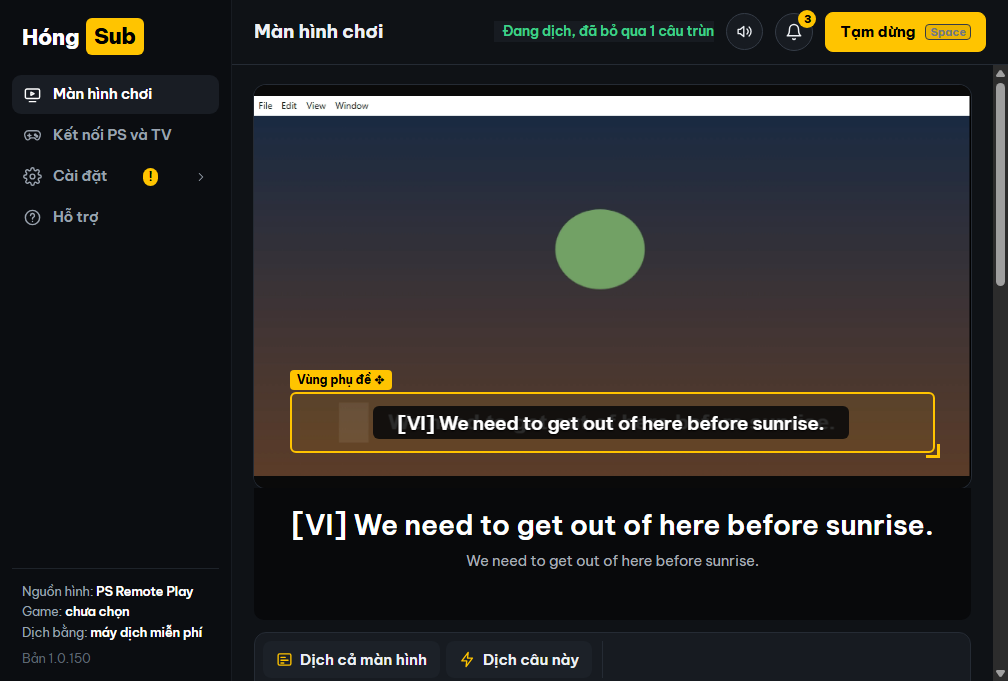 Hóng Sub
Màn hình chơi
Kết nối PS và TV
Cài đặt !
Hỗ trợ
Nguồn hình: PS Remote Play
Game: chưa chọn
Dịch bằng: máy dịch miễn phí
Bản 1.0.150
Màn hình chơi
Đang dịch, đã bỏ qua 1 câu trùn
3
Tạm dừng Space
File Edit View Window
Vùng phụ đề
[VI] We need to get out of here before sunrise.
[VI] We need to get out of here before sunrise.
We need to get out of here before sunrise.
Dịch cả màn hình
Dịch câu này